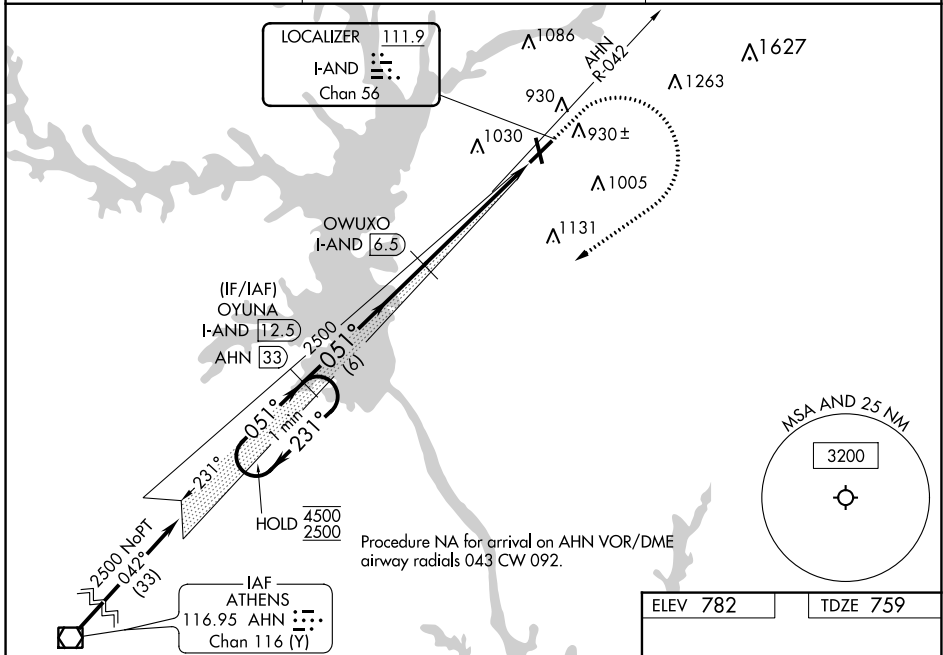 LOCALIZER 111.9
I-AND
Chan 56
1086
AHN
R-042
1627
1263
930
1030
930 ±
1005
1131
OWUXO
I-AND 6.5
(IF/IAF)
OYUNA
I-AND 12.5
AHN 33
2500
051°
(6)
051°
1 min
231°
231°
HOLD 4500
2500
MSA AND 25 NM
3200
Procedure NA for arrival on AHN VOR/DME
airway radials 043 CW 092.
2500 NoPT
042°
(33)
IAF
ATHENS
116.95 AHN
Chan 116 (Y)
ELEV 782
TDZE 759